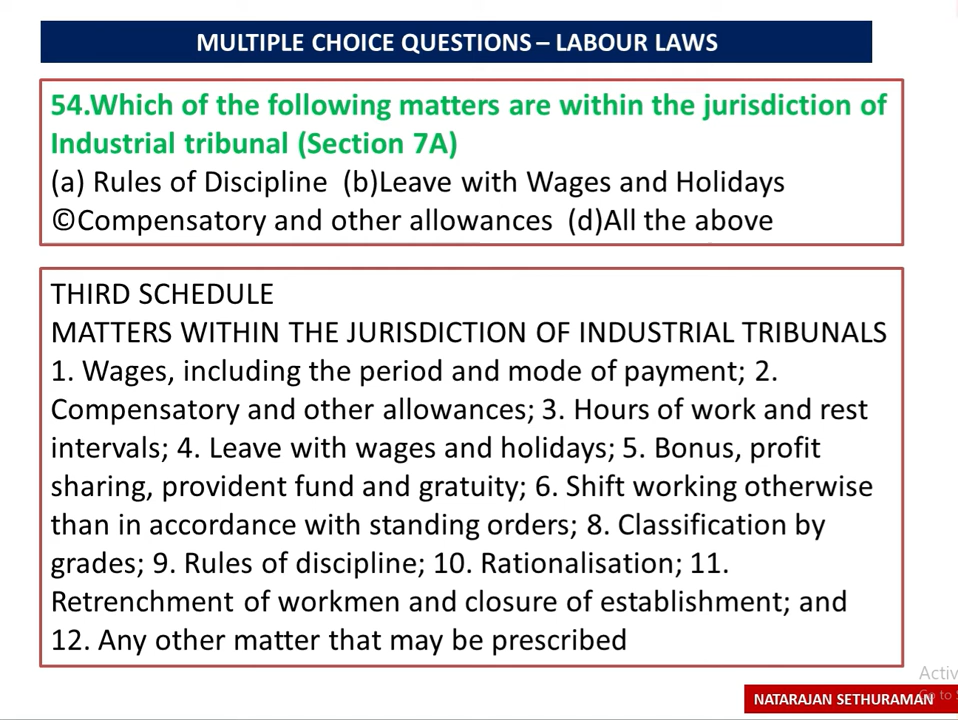 MULTIPLE CHOICE QUESTIONS – LABOUR LAWS
54.Which of the following matters are within the jurisdiction of
Industrial tribunal (Section 7A)
(a) Rules of Discipline (b)Leave with Wages and Holidays
©Compensatory and other allowances (d)All the above
THIRD SCHEDULE
MATTERS WITHIN THE JURISDICTION OF INDUSTRIAL TRIBUNALS
1. Wages, including the period and mode of payment; 2.
Compensatory and other allowances; 3. Hours of work and rest
intervals; 4. Leave with wages and holidays; 5. Bonus, profit
sharing, provident fund and gratuity; 6. Shift working otherwise
than in accordance with standing orders; 8. Classification by
grades; 9. Rules of discipline; 10. Rationalisation; 11.
Retrenchment of workmen and closure of establishment; and
12. Any other matter that may be prescribed
Activ
Go to S
NATARAJAN SETHURAMAN